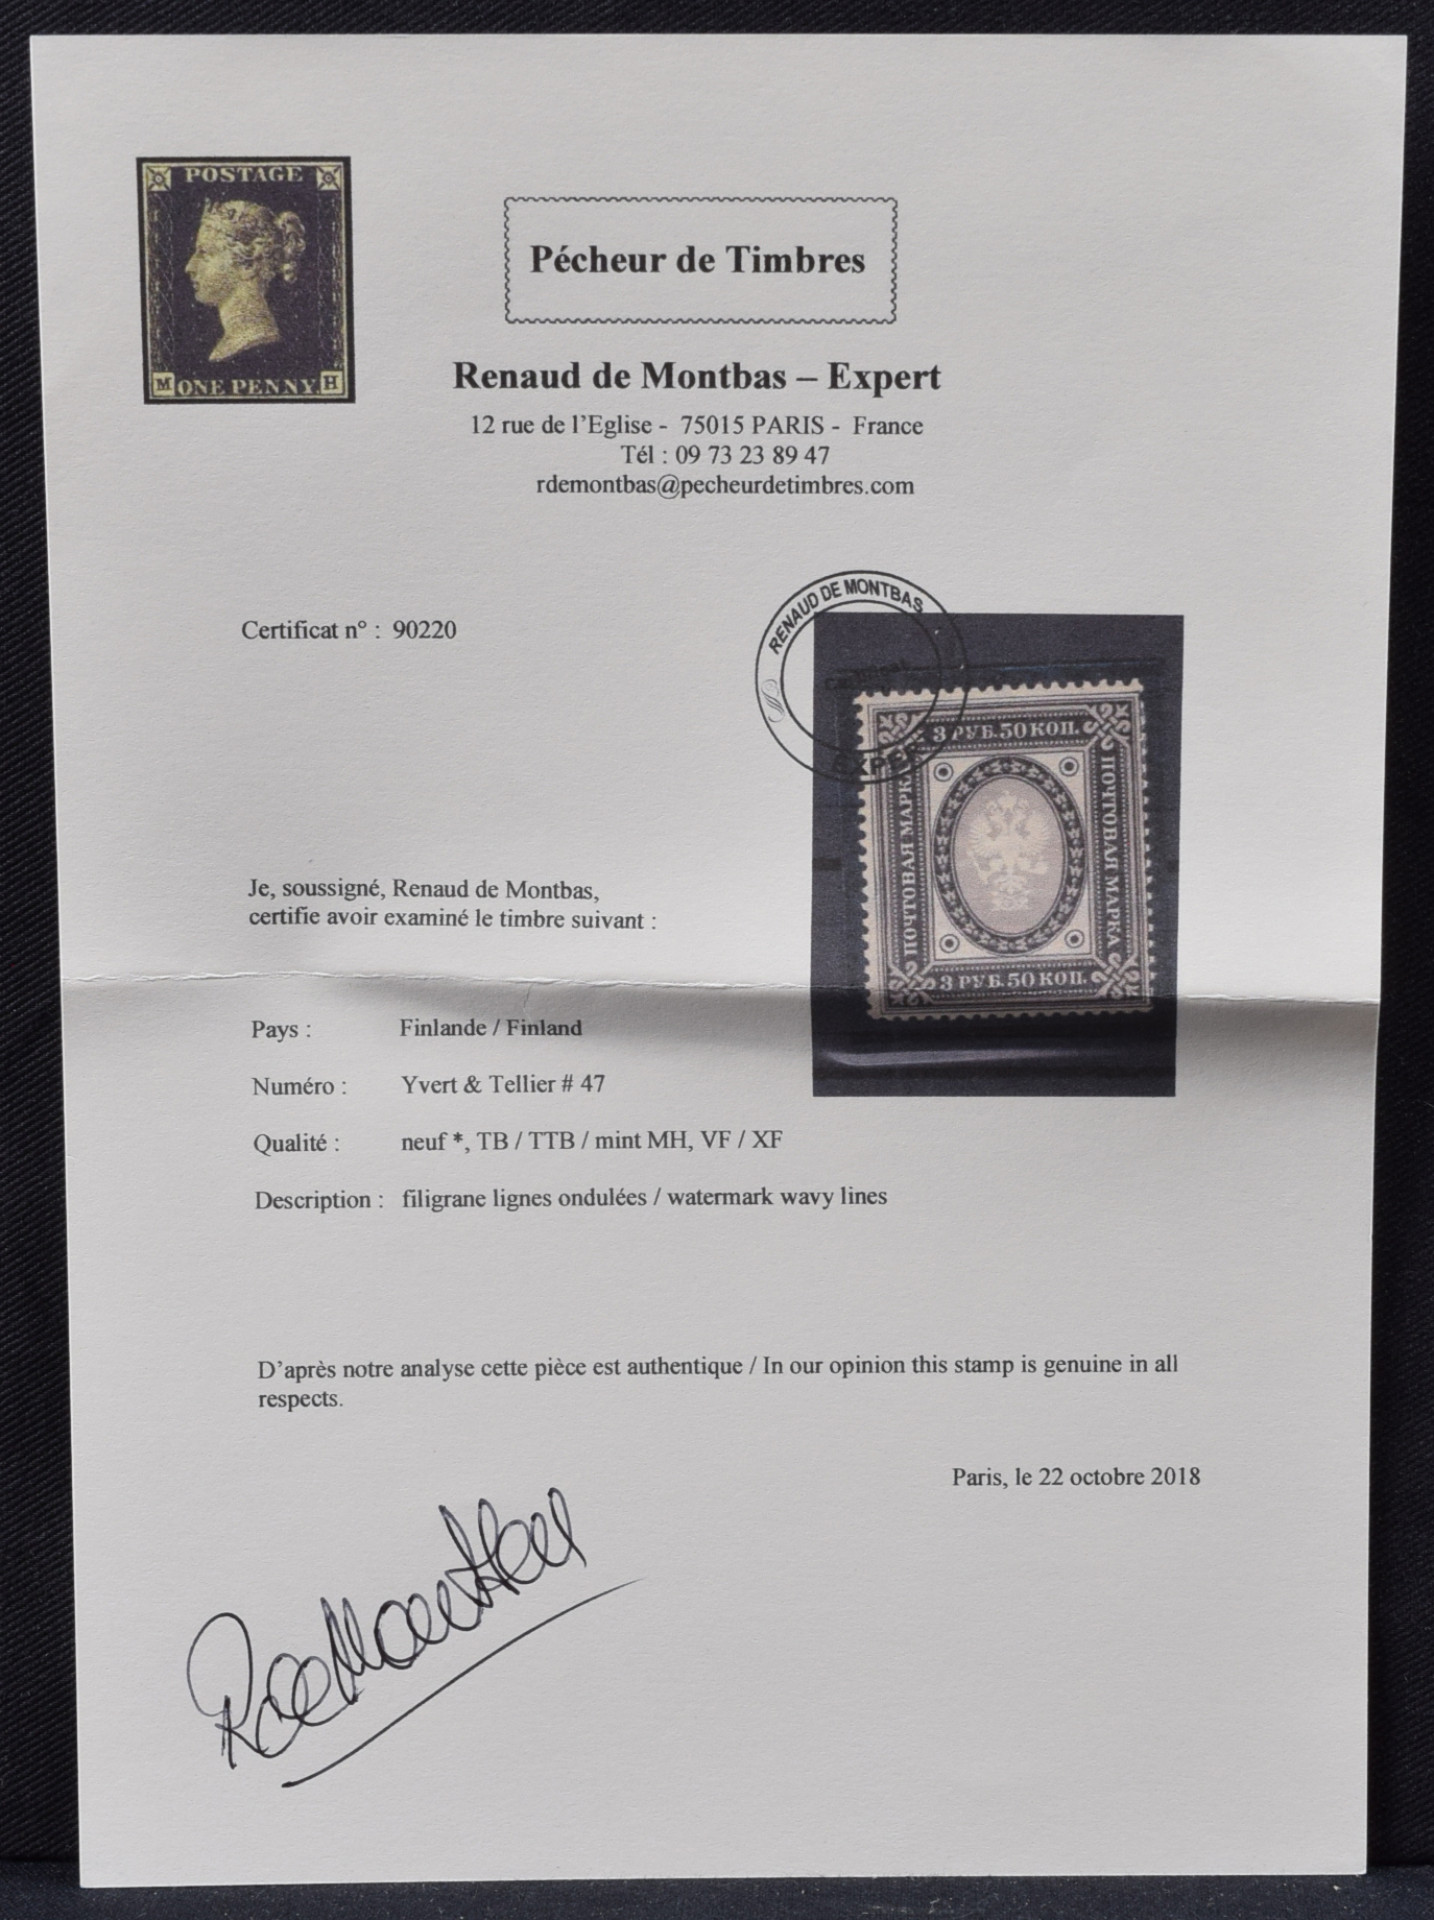 POSTAGE
M ONE PENNY H
Pécheur de Timbres
Renaud de Montbas – Expert
12 rue de l'Eglise - 75015 PARIS - France
Tél : 09 73 23 89 47
rdemontbas@pecheurdetimbres.com
RENAUD DE MONTBAS
EXPERT
Certificat n° : 90220
3 РУБ. 50 КОП.
ПОЧТОВАЯ МАРКА
ПОЧТОВАЯ МАРКА
3 РУБ. 50 КОП.
Je, soussigné, Renaud de Montbas,
certifie avoir examiné le timbre suivant :
Pays : Finlande / Finland
Numéro : Yvert & Tellier # 47
Qualité : neuf *, TB / TTB / mint MH, VF / XF
Description : filigrane lignes ondulées / watermark wavy lines
D'après notre analyse cette pièce est authentique / In our opinion this stamp is genuine in all
respects.
Paris, le 22 octobre 2018